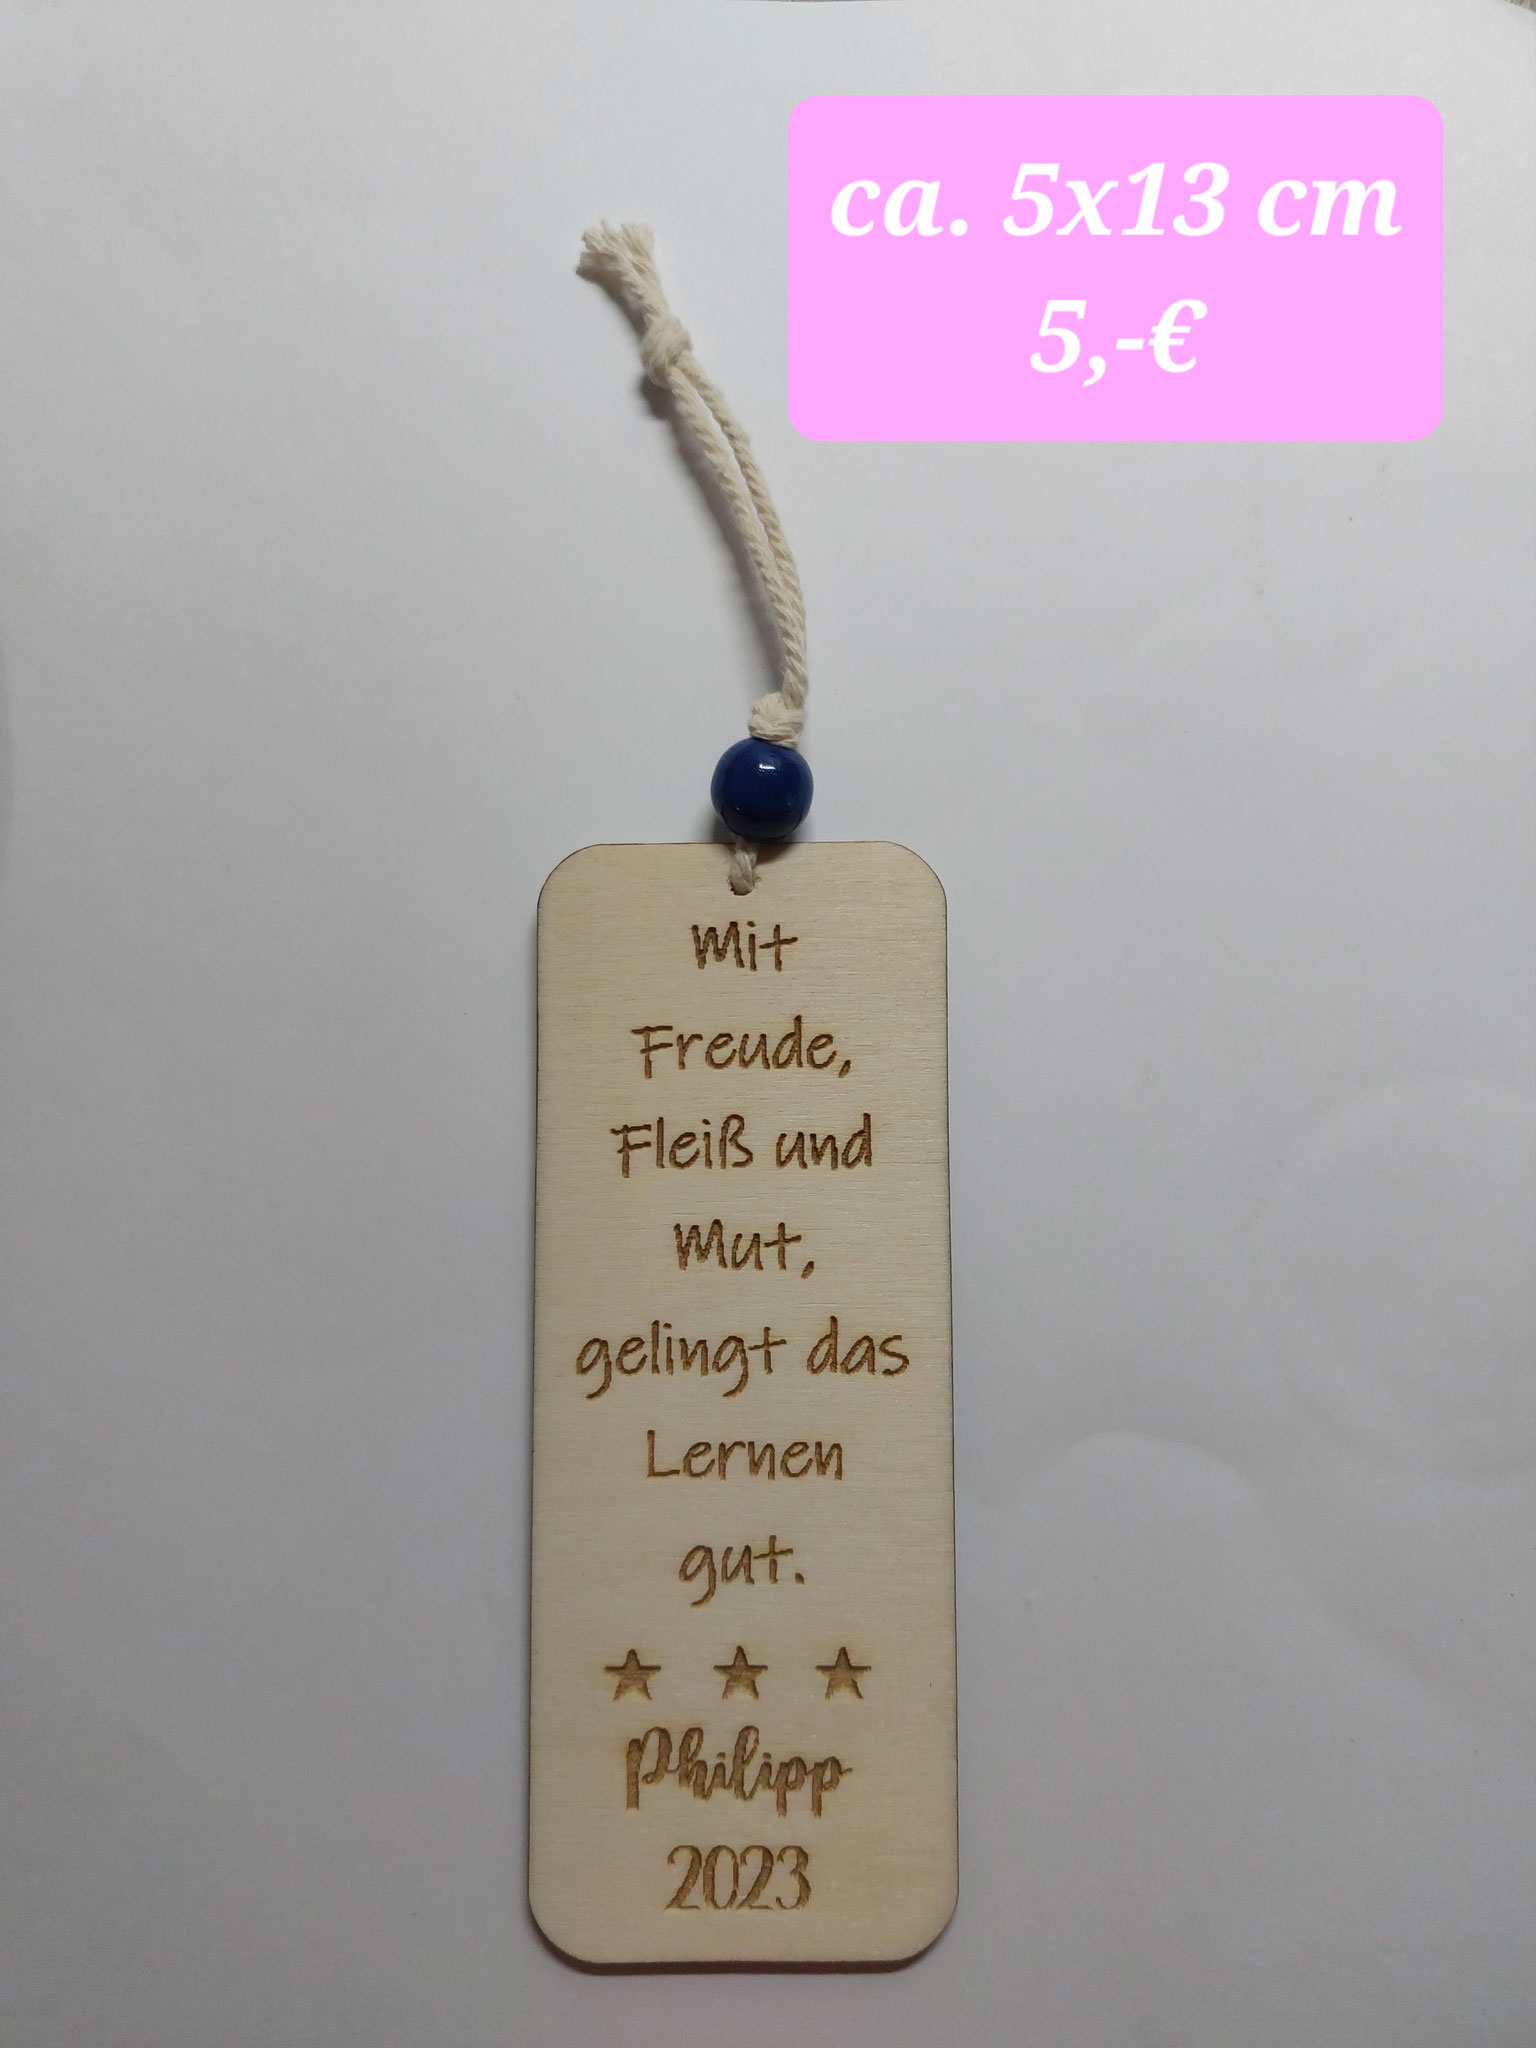 ca. 5x13 cm
5,-€
Mit
Freude,
Fleiß und
Mut,
gelingt das
Lernen
gut.
Philipp
2023